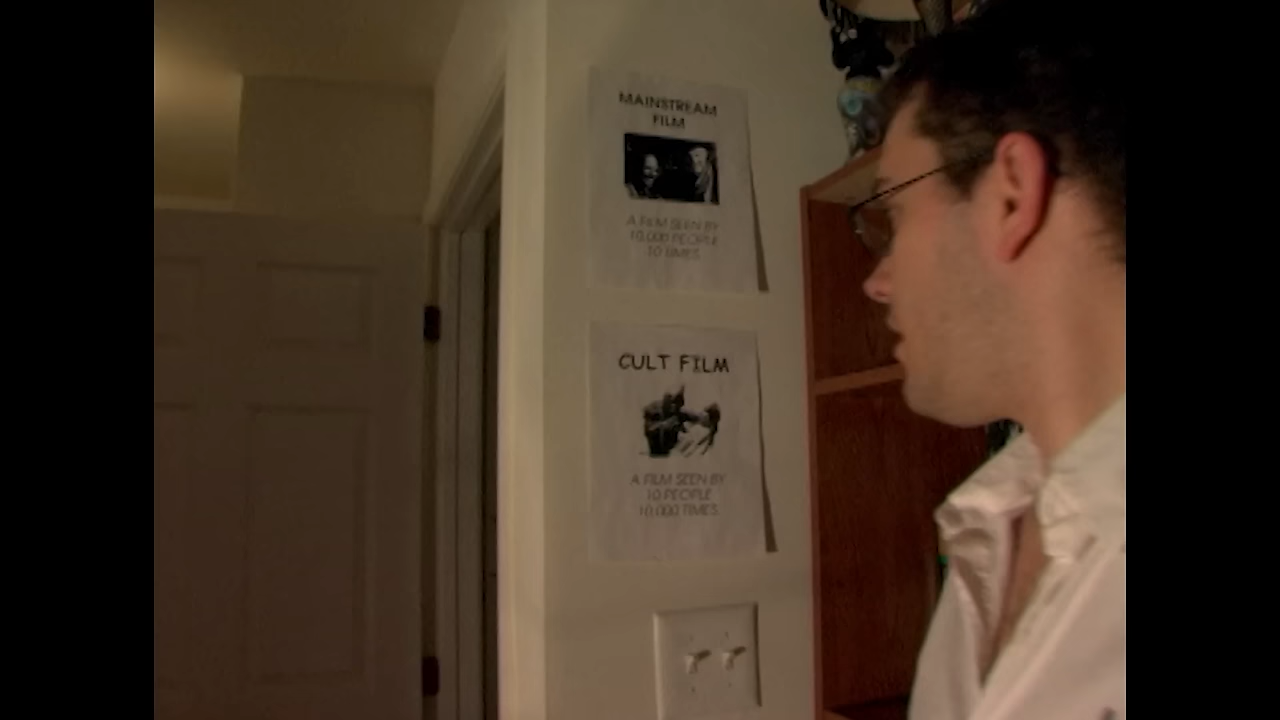 MAINSTREAM
FILM
A FILM SEEN BY
10,000 PEOPLE
10 TIMES
CULT FILM
A FILM SEEN BY
10 PEOPLE
10,000 TIMES